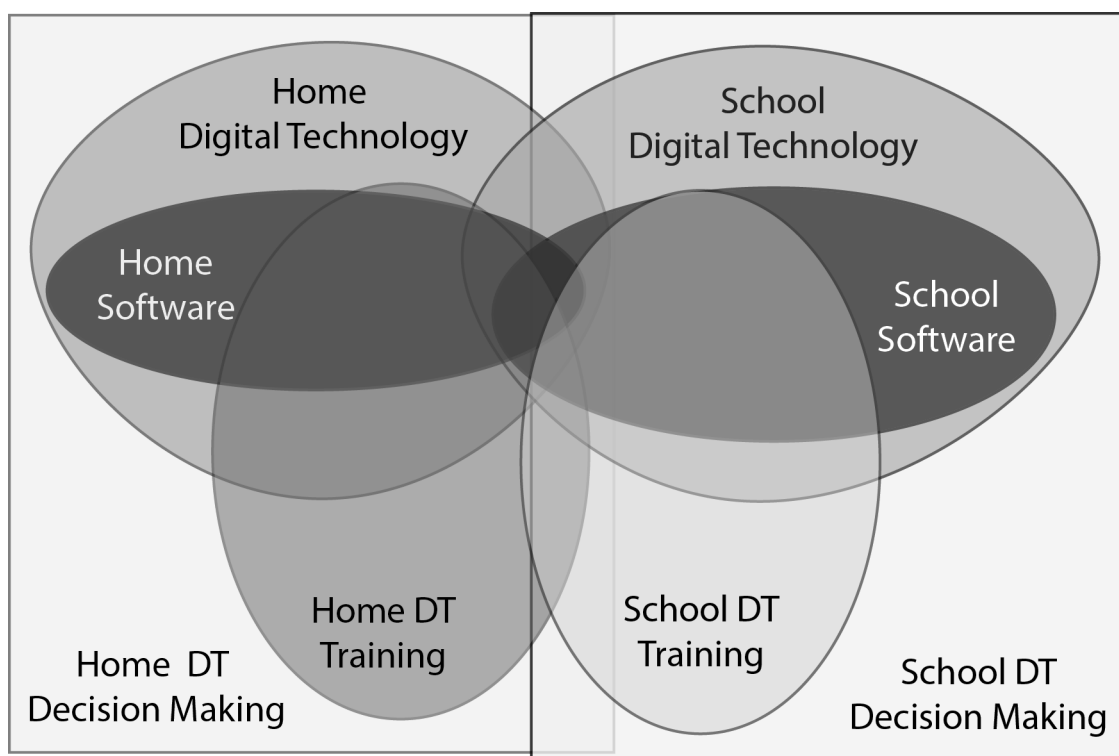 Home
Digital Technology
School
Digital Technology
Home
Software
School
Software
Home DT
Training
School DT
Training
Home DT
Decision Making
School DT
Decision Making